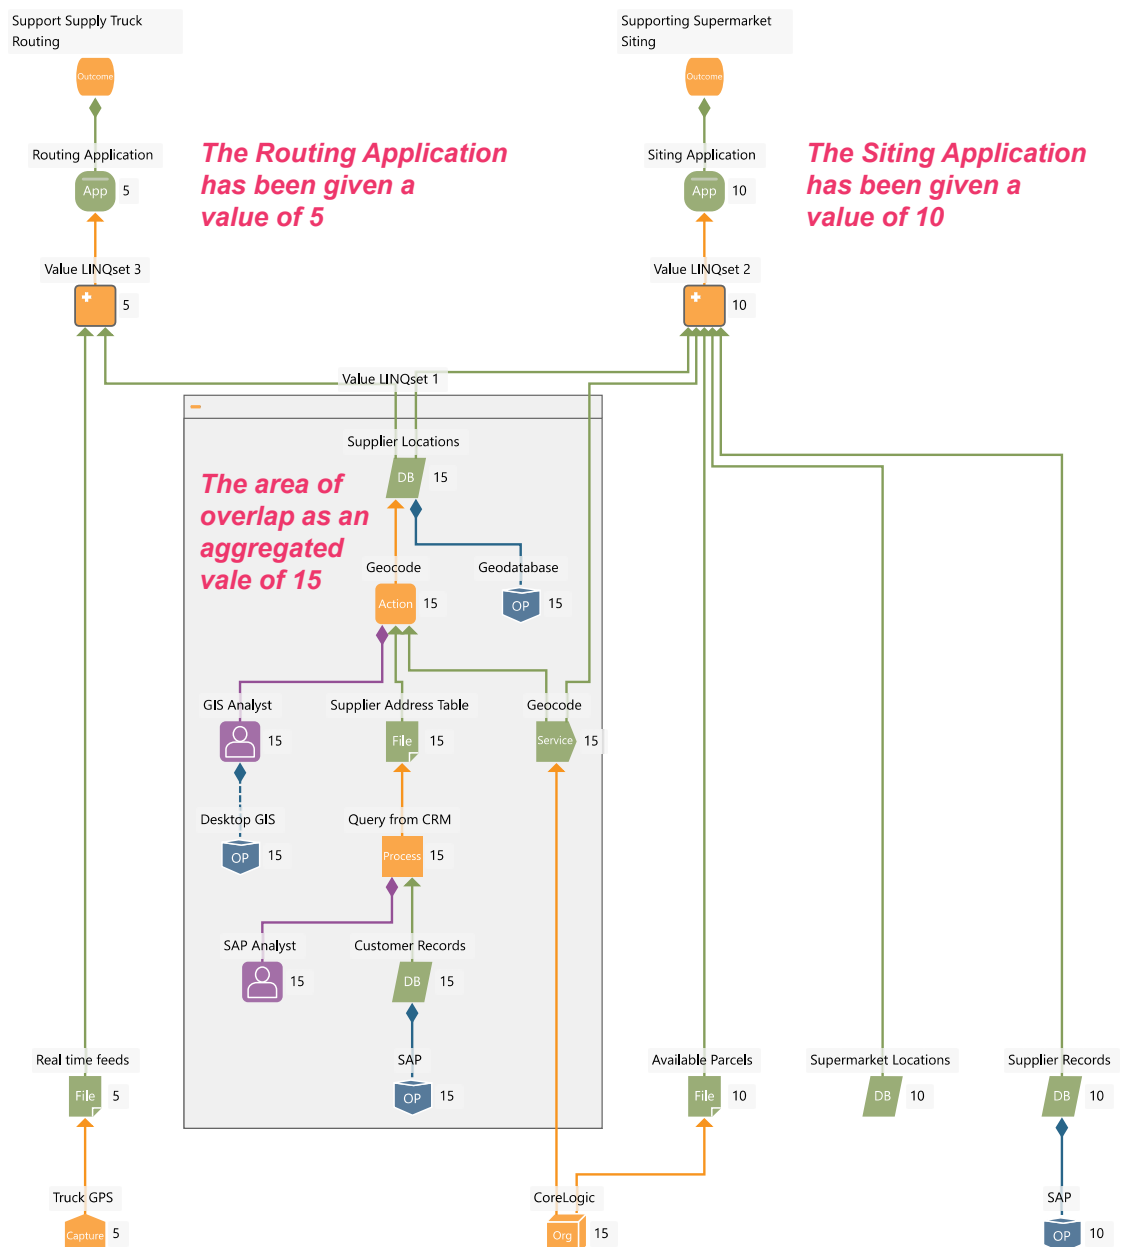 Support Supply Truck
Routing
Supporting Supermarket
Siting
Outcome
Outcome
Routing Application
App 5
The Routing Application
has been given a
value of 5
Siting Application
App 10
The Siting Application
has been given a
value of 10
Value LINQset 3
5
Value LINQset 2
10
Value LINQset 1
Supplier Locations
DB 15
The area of
overlap as an
aggregated
vale of 15
Geocode
Action 15
Geodatabase
OP 15
GIS Analyst
15
Supplier Address Table
File 15
Geocode
Service 15
Desktop GIS
OP 15
Query from CRM
Process 15
SAP Analyst
15
Customer Records
DB 15
SAP
OP 15
Real time feeds
File 5
Available Parcels
File 10
Supermarket Locations
DB 10
Supplier Records
DB 10
Truck GPS
Capture 5
CoreLogic
Org 15
SAP
OP 10